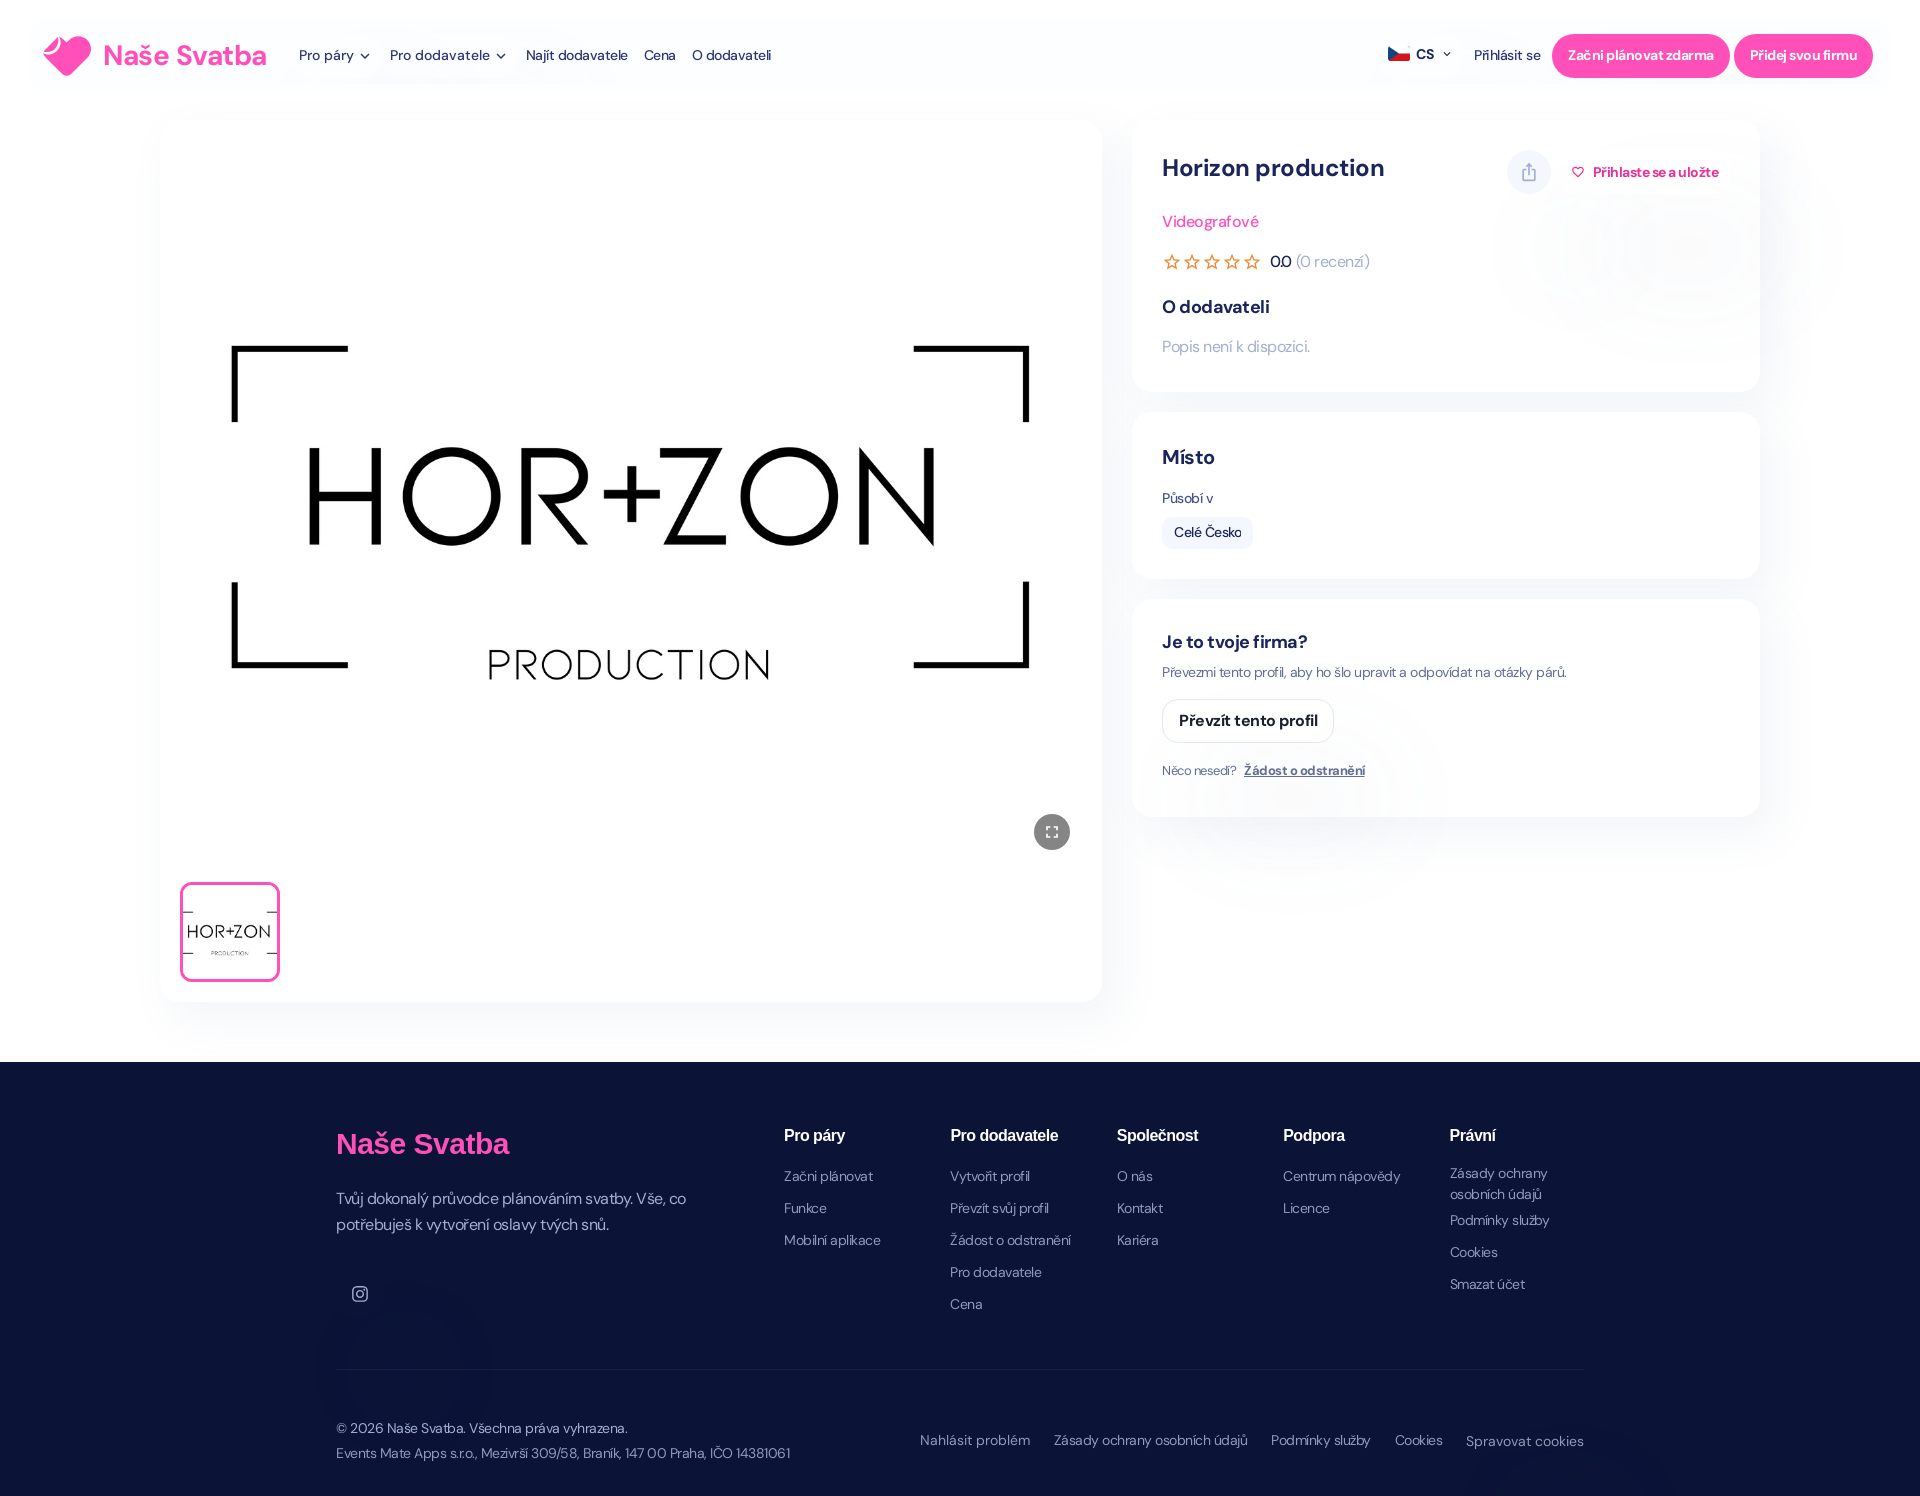 Naše Svatba
Pro páry
Pro dodavatele
Najít dodavatele
Cena
O dodavateli
CS
Přihlásit se
Začni plánovat zdarma
Přidej svou firmu
HOR+ZON
PRODUCTION
HOR+ZON
PRODUCTION
Horizon production
Přihlaste se a uložte
Videografové
0.0 (0 recenzí)
O dodavateli
Popis není k dispozici.
Místo
Působí v
Celé Česko
Je to tvoje firma?
Převezmi tento profil, aby ho šlo upravit a odpovídat na otázky párů.
Převzít tento profil
Něco nesedí? Žádost o odstranění
Naše Svatba
Tvůj dokonalý průvodce plánováním svatby. Vše, co
potřebuješ k vytvoření oslavy tvých snů.
Pro páry
Začni plánovat
Funkce
Mobilní aplikace
Pro dodavatele
Vytvořit profil
Převzít svůj profil
Žádost o odstranění
Pro dodavatele
Cena
Společnost
O nás
Kontakt
Kariéra
Podpora
Centrum nápovědy
Licence
Právní
Zásady ochrany
osobních údajů
Podmínky služby
Cookies
Smazat účet
© 2026 Naše Svatba. Všechna práva vyhrazena.
Events Mate Apps s.r.o., Mezivrší 309/58, Braník, 147 00 Praha, IČO 14381061
Nahlásit problém
Zásady ochrany osobních údajů
Podmínky služby
Cookies
Spravovat cookies